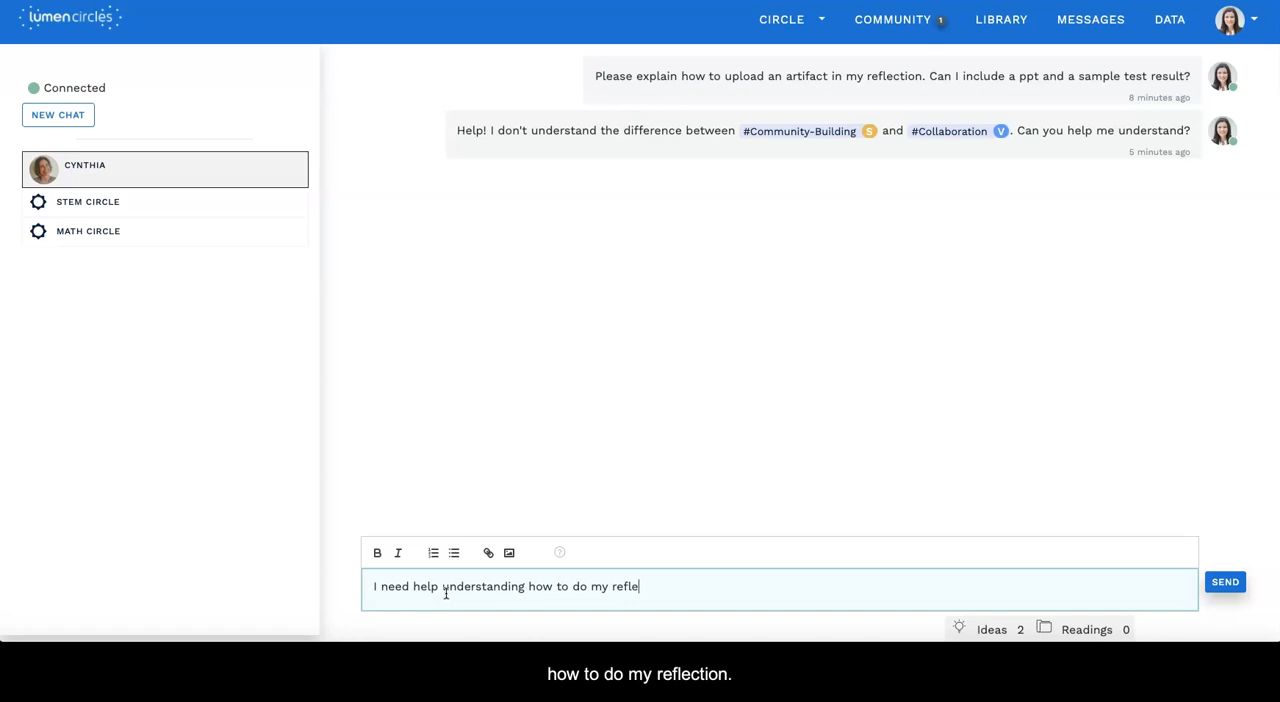 lumen circles
CIRCLE
COMMUNITY 1
LIBRARY
MESSAGES
DATA
Connected
NEW CHAT
CYNTHIA
STEM CIRCLE
MATH CIRCLE
Please explain how to upload an artifact in my reflection. Can I include a ppt and a sample test result?
8 minutes ago
Help! I don't understand the difference between #Community-Building S and #Collaboration V. Can you help me understand?
5 minutes ago
B I ?
I need help understanding how to do my refle
SEND
Ideas 2 Readings 0
how to do my reflection.